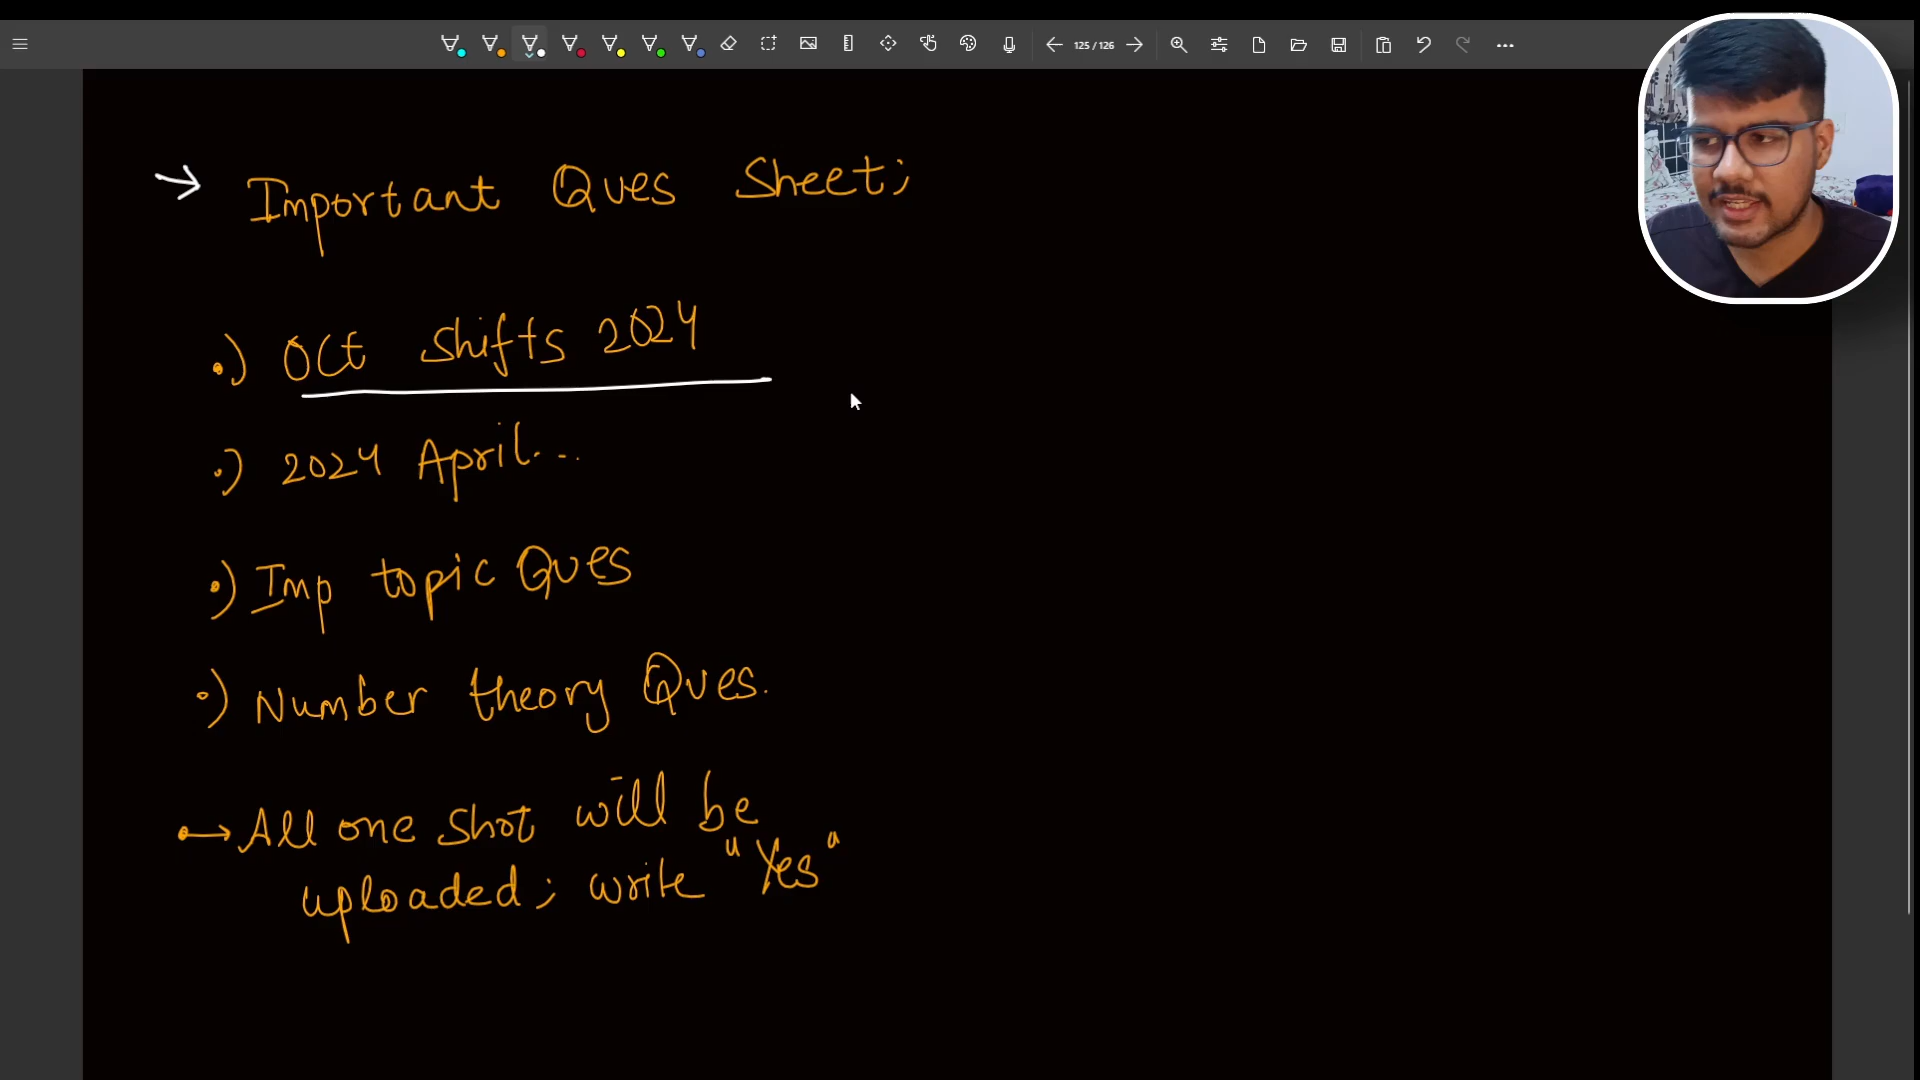 125 / 126
→ Important Ques Sheet;
•) Oct shifts 2024
•) 2024 April...
•) Imp topic Ques
•) Number theory Ques.
→ All one shot will be
uploaded; write "Yes"